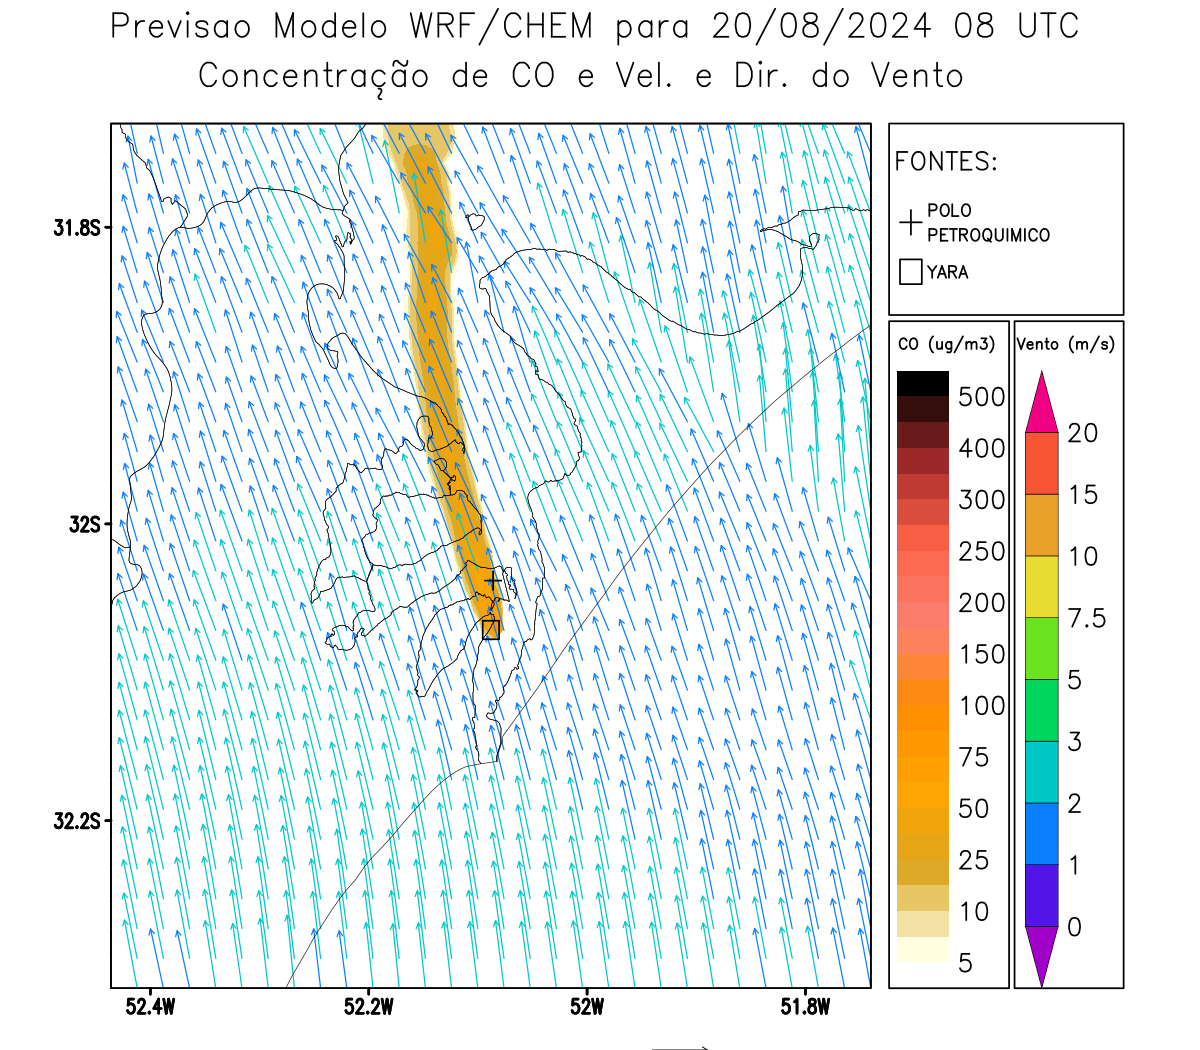 Previsao Modelo WRF/CHEM para 20/08/2024 08 UTC
Concentração de CO e Vel. e Dir. do Vento
FONTES:
POLO
PETROQUIMICO
YARA
CO (ug/m3)
500
400
300
250
200
150
100
75
50
25
10
5
Vento (m/s)
20
15
10
7.5
5
3
2
1
0
31.8S
32S
32.2S
52.4W
52.2W
52W
51.8W